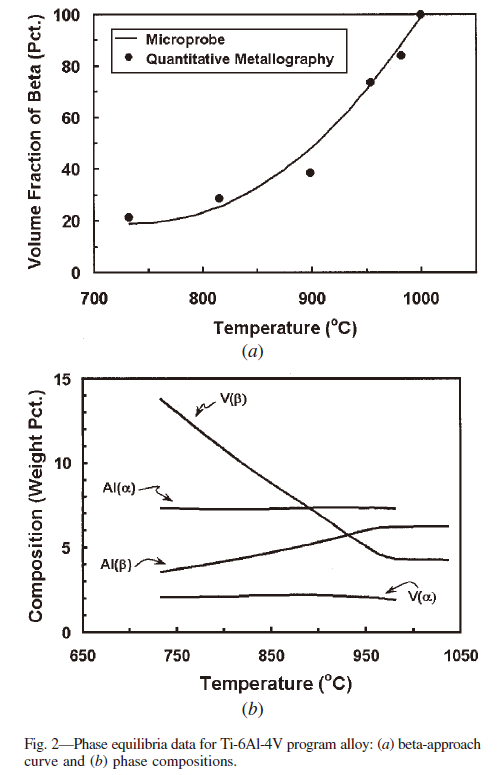 Volume Fraction of Beta (Pct.)
100
80
60
40
20
0
Microprobe
Quantitative Metallography
700 800 900 1000
Temperature (°C)
(a)
Composition (Weight Pct.)
15
10
5
0
V(β)
Al(α)
Al(β)
V(α)
650 750 850 950 1050
Temperature (°C)
(b)
Fig. 2—Phase equilibria data for Ti-6Al-4V program alloy: (a) beta-approach
curve and (b) phase compositions.